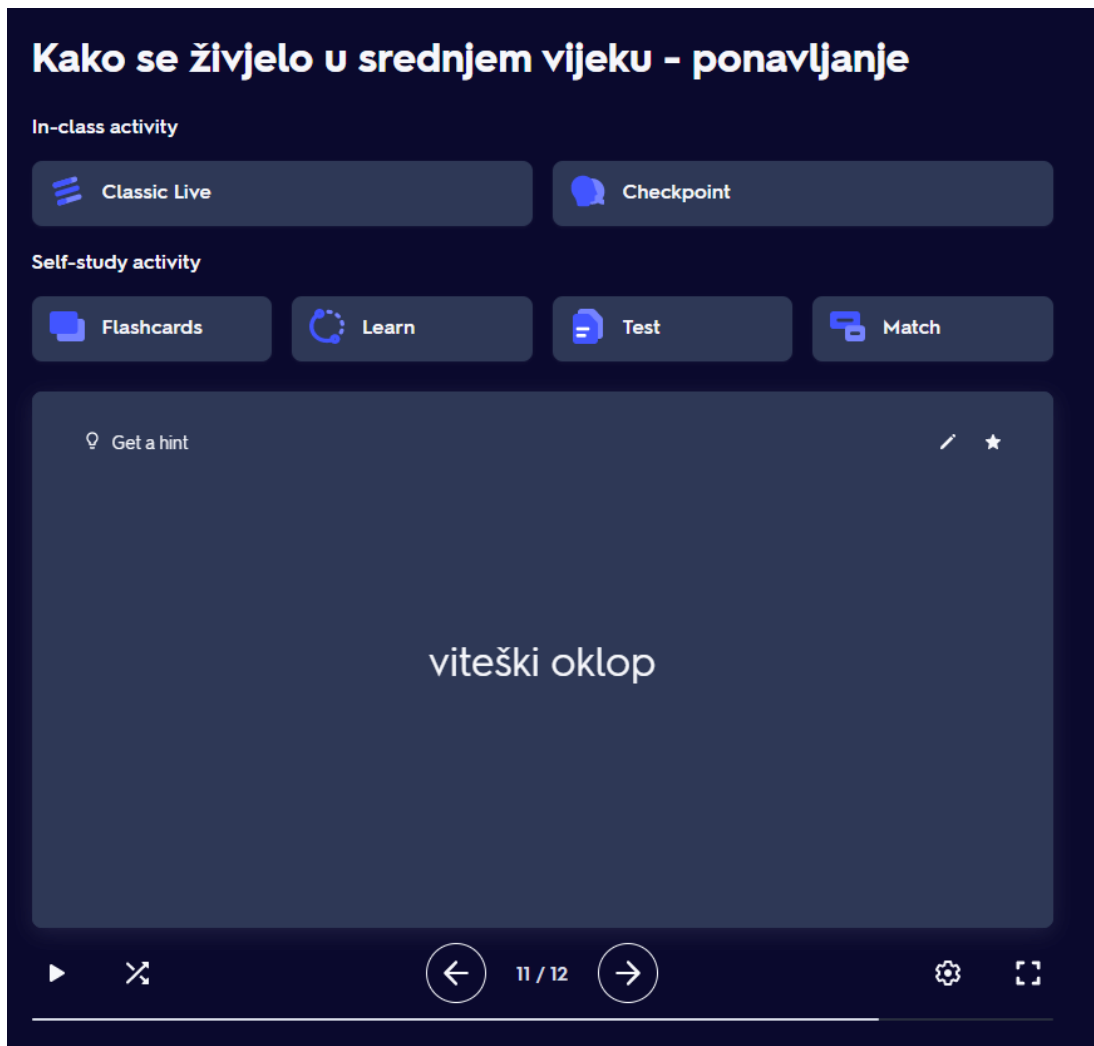 Kako se živjelo u srednjem vijeku - ponavljanje
In-class activity
Classic Live
Checkpoint
Self-study activity
Flashcards
Learn
Test
Match
Get a hint
viteški oklop
11 / 12